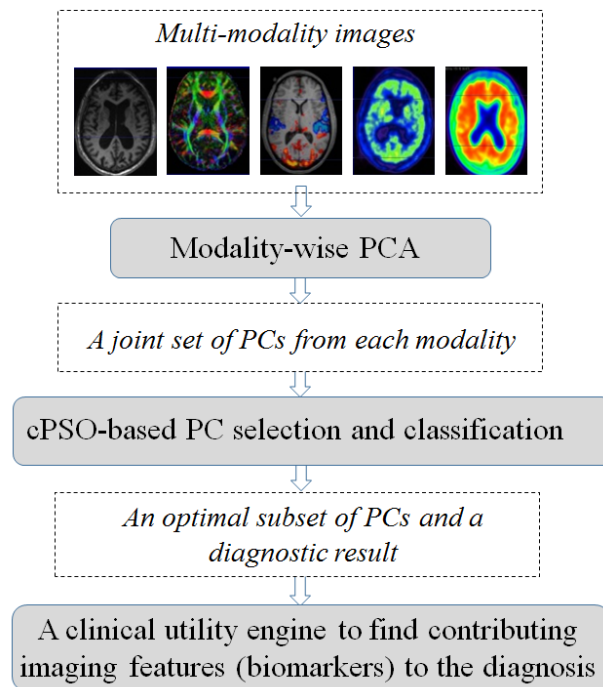 Multi-modality images
Modality-wise PCA
A joint set of PCs from each modality
cPSO-based PC selection and classification
An optimal subset of PCs and a
diagnostic result
A clinical utility engine to find contributing
imaging features (biomarkers) to the diagnosis